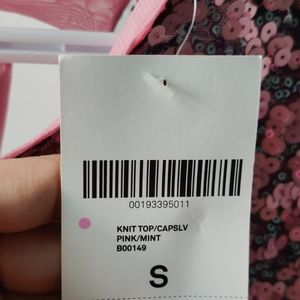 00193395011
KNIT TOP/CAPSLV
PINK/MINT
B00149
S